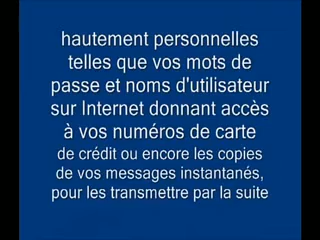 hautement personnelles
telles que vos mots de
passe et noms d'utilisateur
sur Internet donnant accès
à vos numéros de carte
de crédit ou encore les copies
de vos messages instantanés,
pour les transmettre par la suite